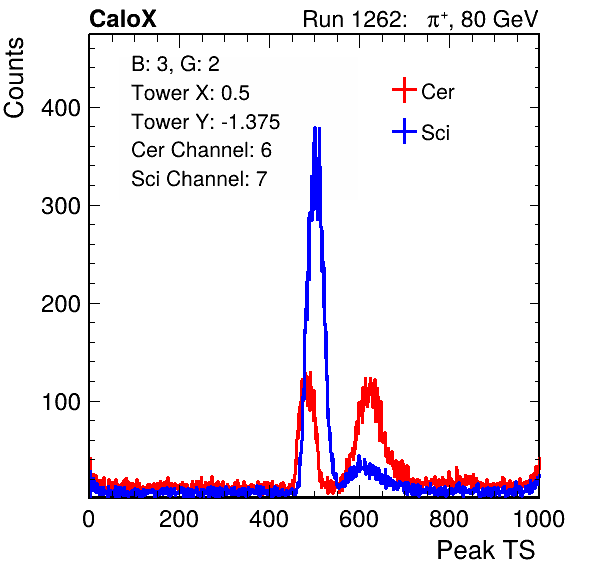 CaloX
Run 1262: π+, 80 GeV
Counts
B: 3, G: 2
Tower X: 0.5
Tower Y: -1.375
Cer Channel: 6
Sci Channel: 7
Cer
Sci
400
300
200
100
0 200 400 600 800 1000
Peak TS